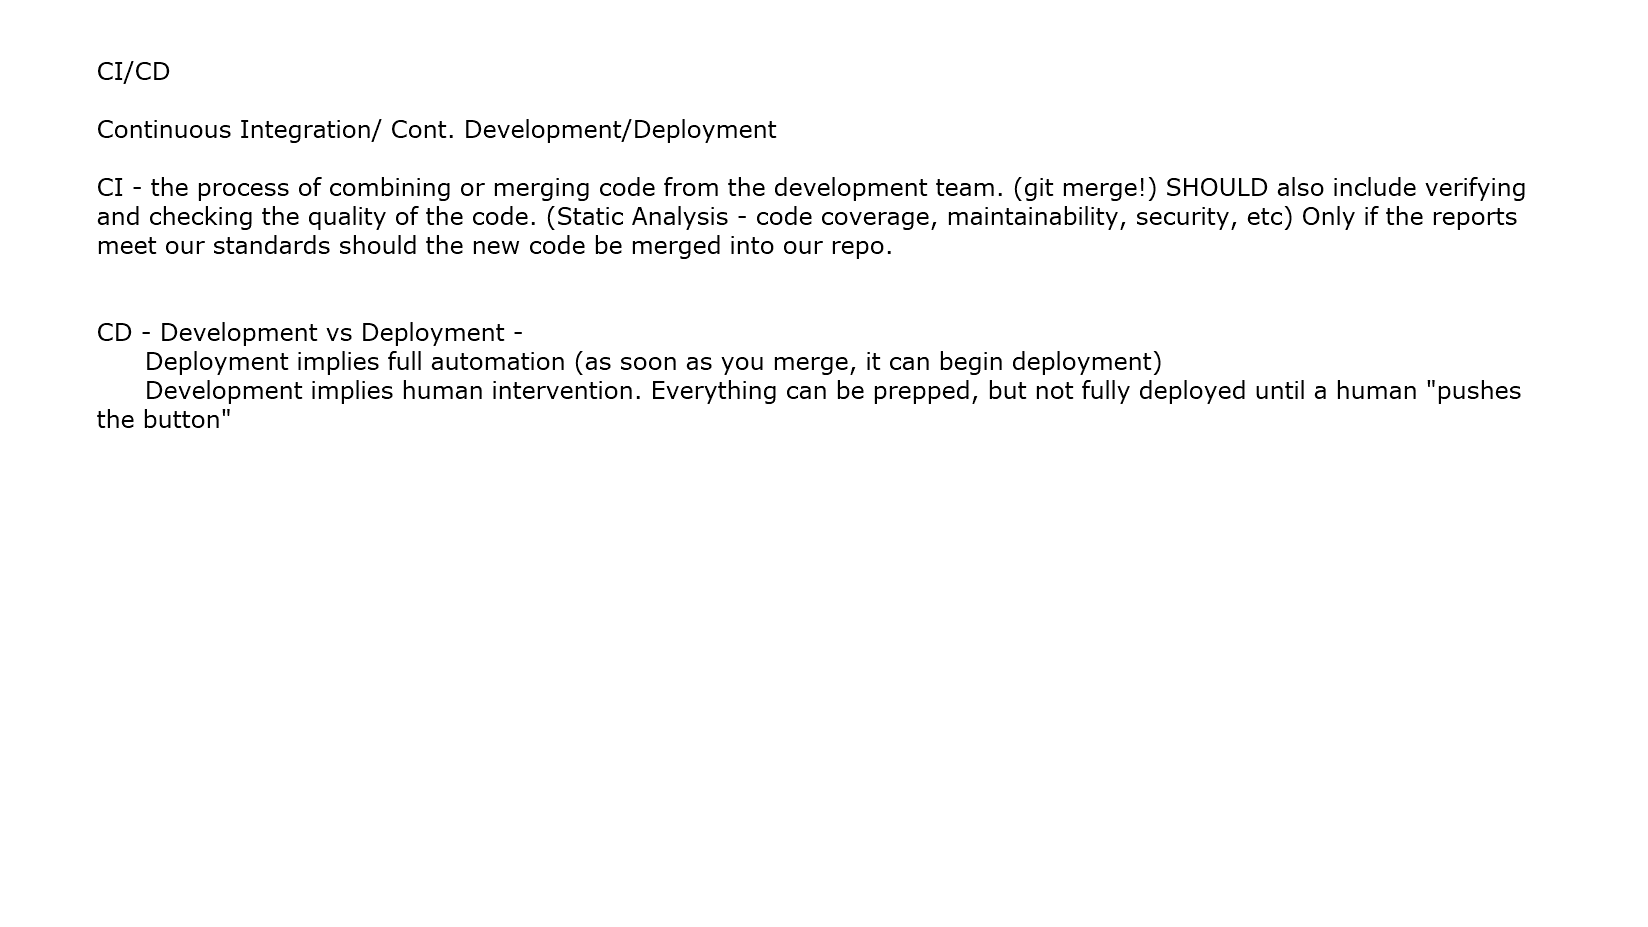 CI/CD
Continuous Integration/ Cont. Development/Deployment
CI - the process of combining or merging code from the development team. (git merge!) SHOULD also include verifying
and checking the quality of the code. (Static Analysis - code coverage, maintainability, security, etc) Only if the reports
meet our standards should the new code be merged into our repo.
CD - Development vs Deployment -
Deployment implies full automation (as soon as you merge, it can begin deployment)
Development implies human intervention. Everything can be prepped, but not fully deployed until a human "pushes
the button"